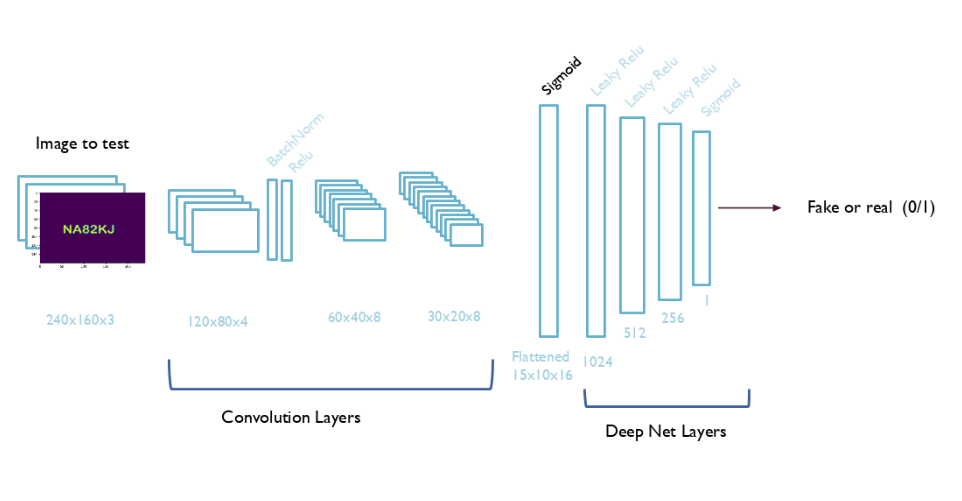 Image to test
NA82KJ
240x160x3
BatchNorm
Relu
120x80x4
60x40x8
30x20x8
Convolution Layers
Sigmoid
Leaky Relu
Leaky Relu
Leaky Relu
Sigmoid
Flattened
15x10x16
1024
512
256
1
Deep Net Layers
Fake or real (0/1)